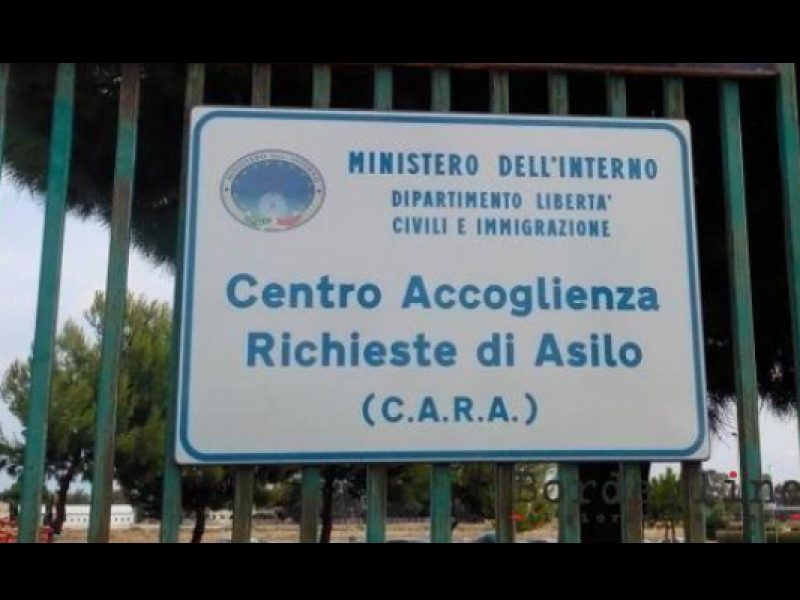 MINISTERO DELL'INTERNO
DIPARTIMENTO LIBERTA'
CIVILI E IMMIGRAZIONE
Centro Accoglienza
Richieste di Asilo
(C.A.R.A.)